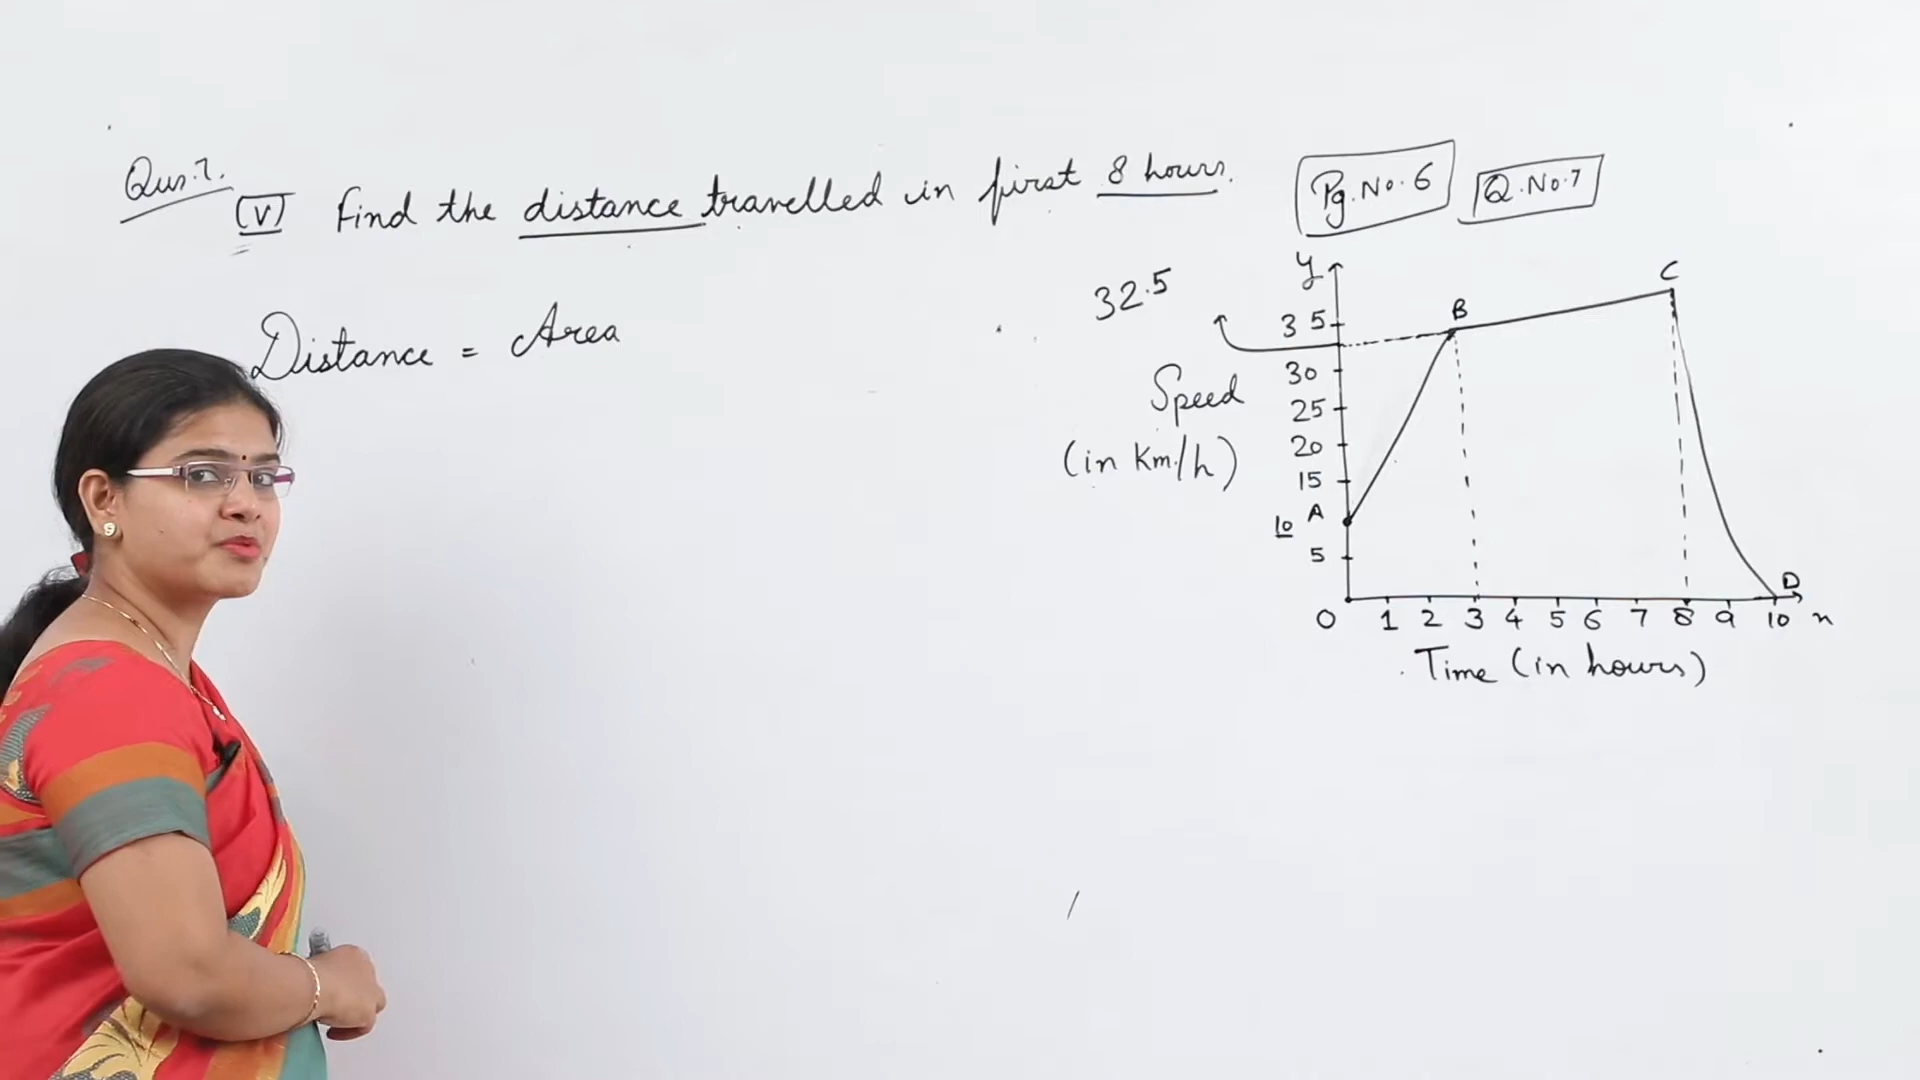 Qus.7.
(v) Find the distance travelled in first 8 hours.
Pg. No. 6
Q. No. 7
Distance = Area
32.5
y
C
B
35
30
25
20
15
A
10
5
Speed
(in Km/h)
D
0 1 2 3 4 5 6 7 8 9 10 x
Time (in hours)